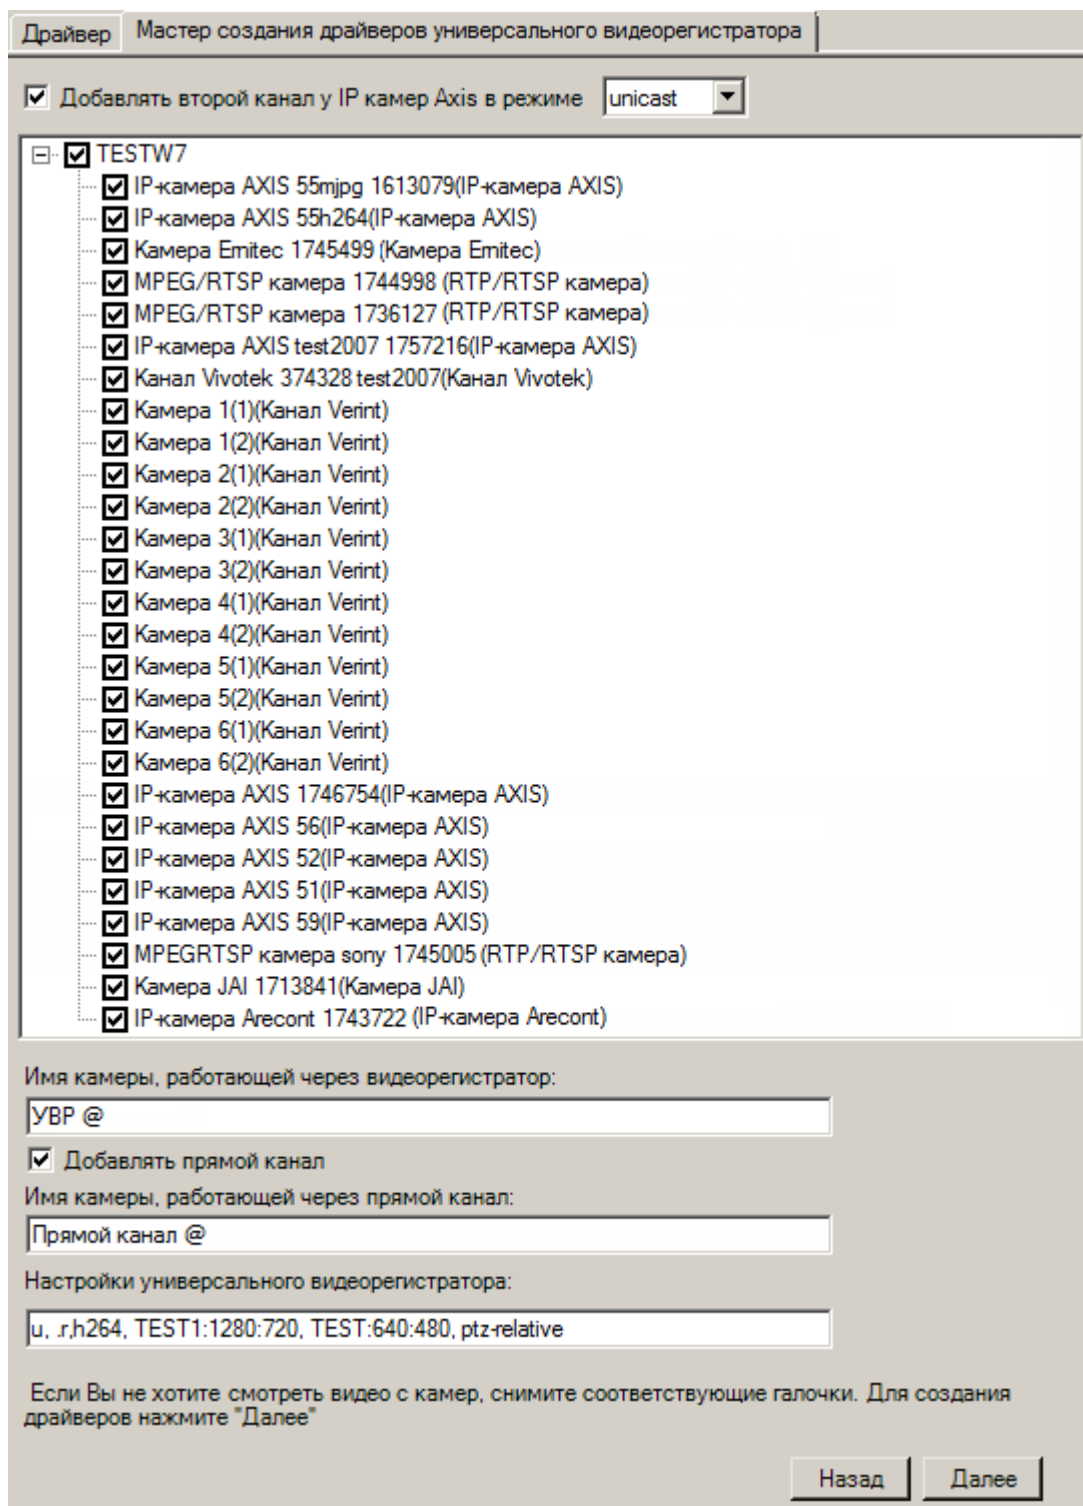 Драйвер
Мастер создания драйверов универсального видеорегистратора
Добавлять второй канал у IP камер Axis в режиме unicast
TESTW7
IP-камера AXIS 55mjpg 1613079(IP-камера AXIS)
IP-камера AXIS 55h264(IP-камера AXIS)
Камера Emitec 1745499 (Камера Emitec)
MPEG/RTSP камера 1744998 (RTP/RTSP камера)
MPEG/RTSP камера 1736127 (RTP/RTSP камера)
IP-камера AXIS test2007 1757216(IP-камера AXIS)
Канал Vivotek 374328 test2007(Канал Vivotek)
Камера 1(1)(Канал Verint)
Камера 1(2)(Канал Verint)
Камера 2(1)(Канал Verint)
Камера 2(2)(Канал Verint)
Камера 3(1)(Канал Verint)
Камера 3(2)(Канал Verint)
Камера 4(1)(Канал Verint)
Камера 4(2)(Канал Verint)
Камера 5(1)(Канал Verint)
Камера 5(2)(Канал Verint)
Камера 6(1)(Канал Verint)
Камера 6(2)(Канал Verint)
IP-камера AXIS 1746754(IP-камера AXIS)
IP-камера AXIS 56(IP-камера AXIS)
IP-камера AXIS 52(IP-камера AXIS)
IP-камера AXIS 51(IP-камера AXIS)
IP-камера AXIS 59(IP-камера AXIS)
MPEGRTSP камера sony 1745005 (RTP/RTSP камера)
Камера JAI 1713841(Камера JAI)
IP-камера Arecont 1743722 (IP-камера Arecont)
Имя камеры, работающей через видеорегистратор:
УВР @
Добавлять прямой канал
Имя камеры, работающей через прямой канал:
Прямой канал @
Настройки универсального видеорегистратора:
u, .r,h264, TEST1:1280:720, TEST:640:480, ptz-relative
Если Вы не хотите смотреть видео с камер, снимите соответствующие галочки. Для создания
драйверов нажмите "Далее"
Назад
Далее